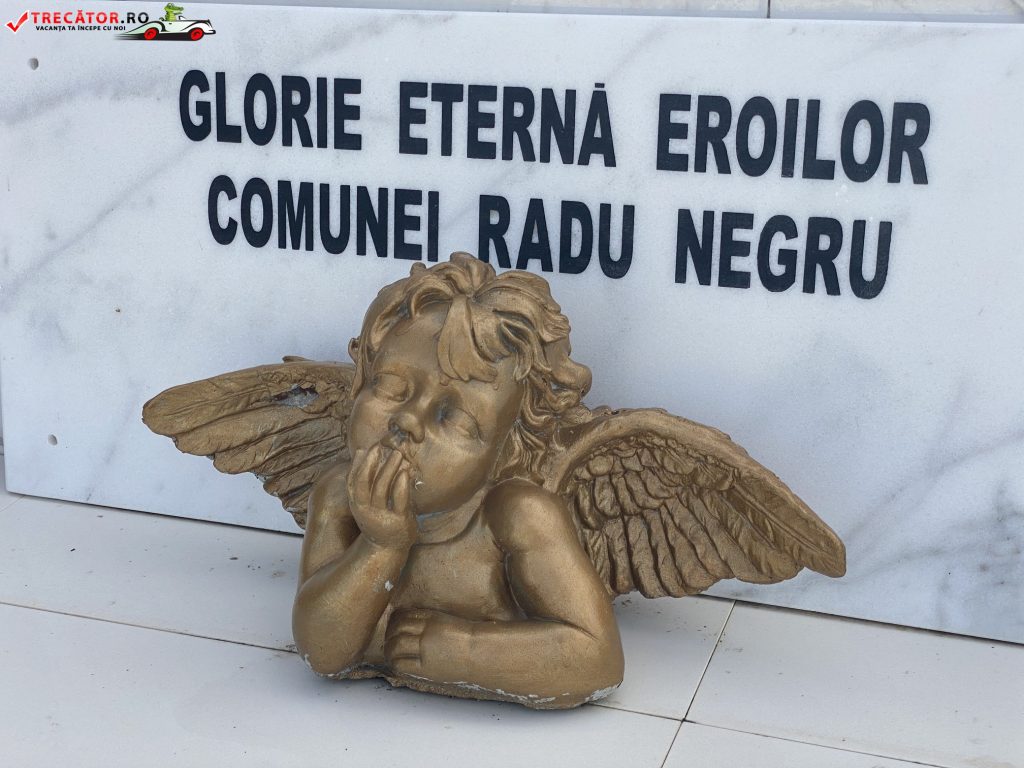 TRECĂTOR.RO
VACANȚA TA ÎNCEPE CU NOI
GLORIE ETERNĂ EROILOR
COMUNEI RADU NEGRU